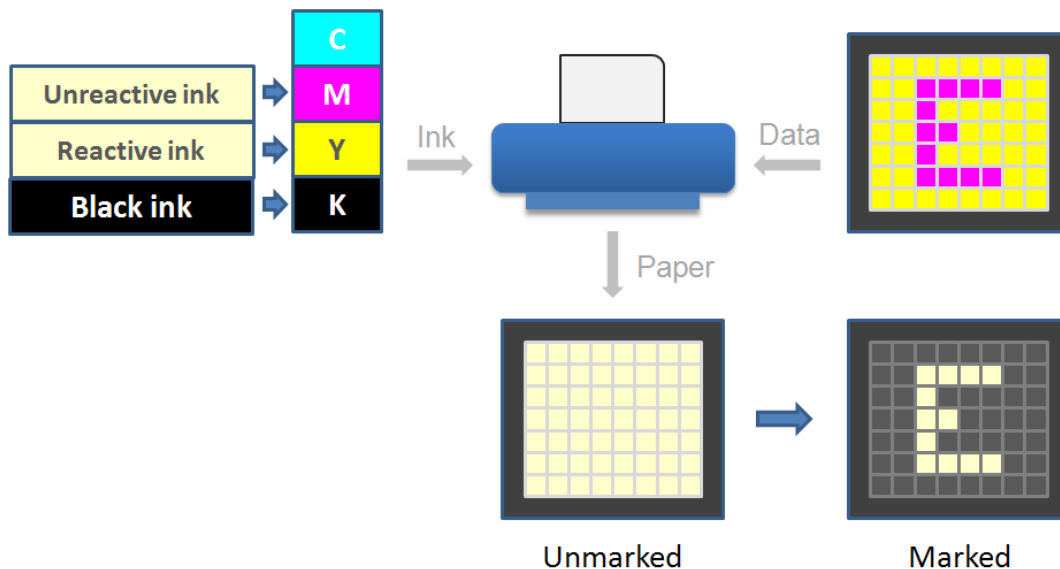 C
Unreactive ink
M
Reactive ink
Y
Black ink
K
Ink
Data
Paper
Unmarked
Marked